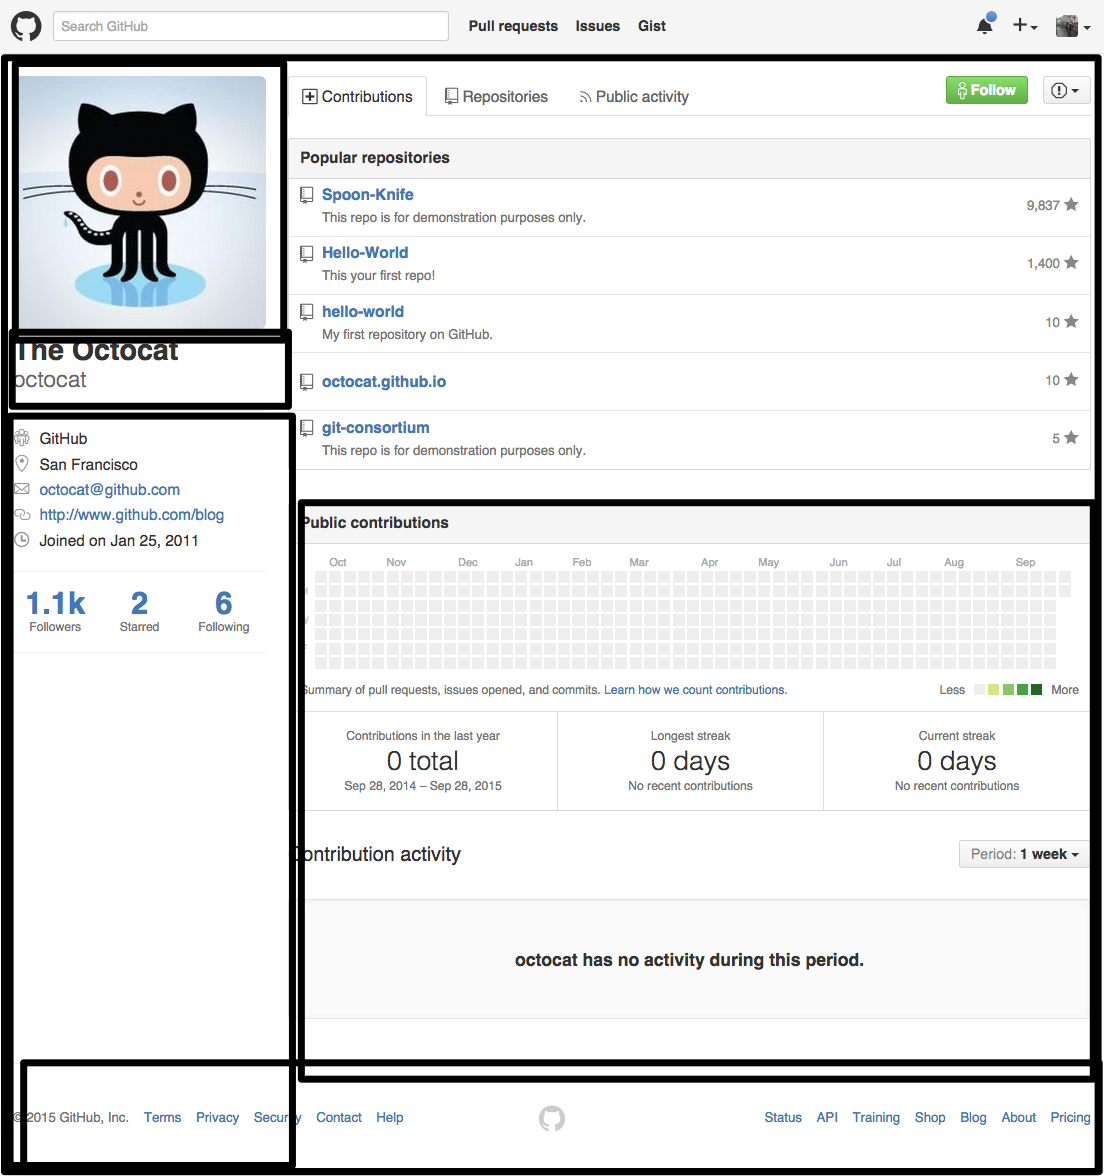 Search GitHub Pull requests Issues Gist
Contributions Repositories Public activity Follow
Popular repositories
Spoon-Knife
This repo is for demonstration purposes only.
9,837
Hello-World
This your first repo!
1,400
hello-world
My first repository on GitHub.
10
octocat.github.io
10
git-consortium
This repo is for demonstration purposes only.
5
The Octocat
octocat
GitHub
San Francisco
octocat@github.com
http://www.github.com/blog
Joined on Jan 25, 2011
1.1k 2 6
Followers Starred Following
Public contributions
Oct Nov Dec Jan Feb Mar Apr May Jun Jul Aug Sep
Summary of pull requests, issues opened, and commits. Learn how we count contributions.
Less More
Contributions in the last year
0 total
Sep 28, 2014 – Sep 28, 2015
Longest streak
0 days
No recent contributions
Current streak
0 days
No recent contributions
Contribution activity
Period: 1 week
octocat has no activity during this period.
© 2015 GitHub, Inc. Terms Privacy Security Contact Help
Status API Training Shop Blog About Pricing